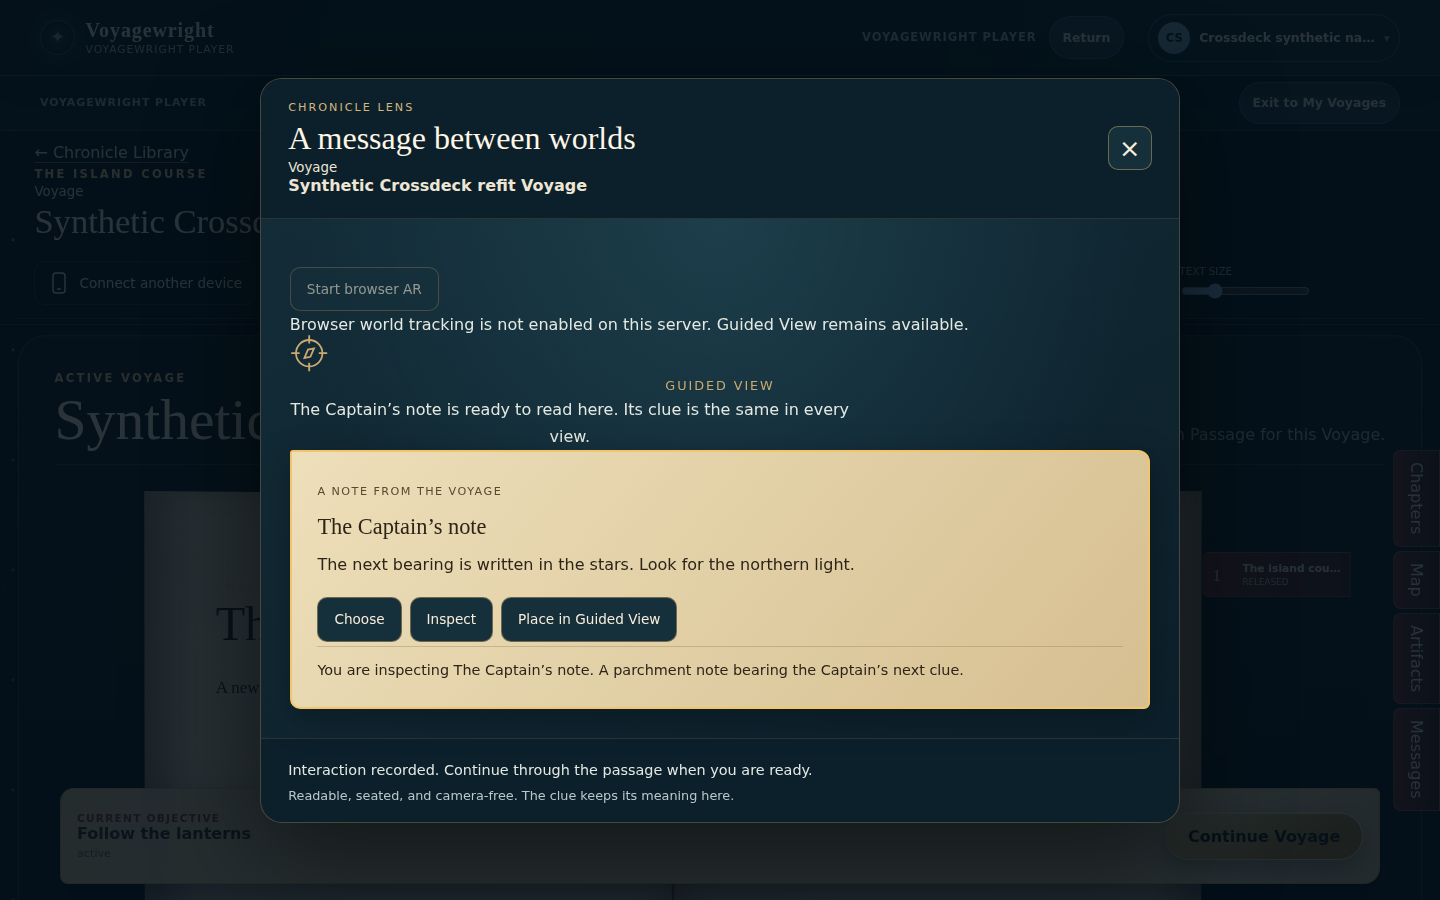 Voyagewright
VOYAGEWRIGHT PLAYER
VOYAGEWRIGHT PLAYER
Return
CS
Crossdeck synthetic na...
VOYAGEWRIGHT PLAYER
Exit to My Voyages
← Chronicle Library
THE ISLAND COURSE
Voyage
Synthetic Crossd
Connect another device
TEXT SIZE
CHRONICLE LENS
A message between worlds
Voyage
Synthetic Crossdeck refit Voyage
Start browser AR
Browser world tracking is not enabled on this server. Guided View remains available.
GUIDED VIEW
The Captain’s note is ready to read here. Its clue is the same in every
view.
A NOTE FROM THE VOYAGE
The Captain’s note
The next bearing is written in the stars. Look for the northern light.
Choose
Inspect
Place in Guided View
You are inspecting The Captain’s note. A parchment note bearing the Captain’s next clue.
Interaction recorded. Continue through the passage when you are ready.
Readable, seated, and camera-free. The clue keeps its meaning here.
ACTIVE VOYAGE
Synthetic
Passage for this Voyage.
Th
A new
1
The island cou...
RELEASED
Chapters
Map
Artifacts
Messages
CURRENT OBJECTIVE
Follow the lanterns
active
Continue Voyage